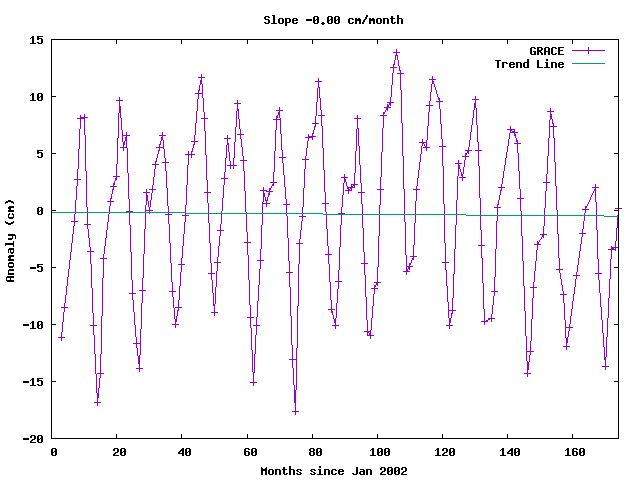 Slope -0.00 cm/month
GRACE
Trend Line
15
10
5
0
-5
-10
-15
-20
Anomaly (cm)
0 20 40 60 80 100 120 140 160
Months since Jan 2002